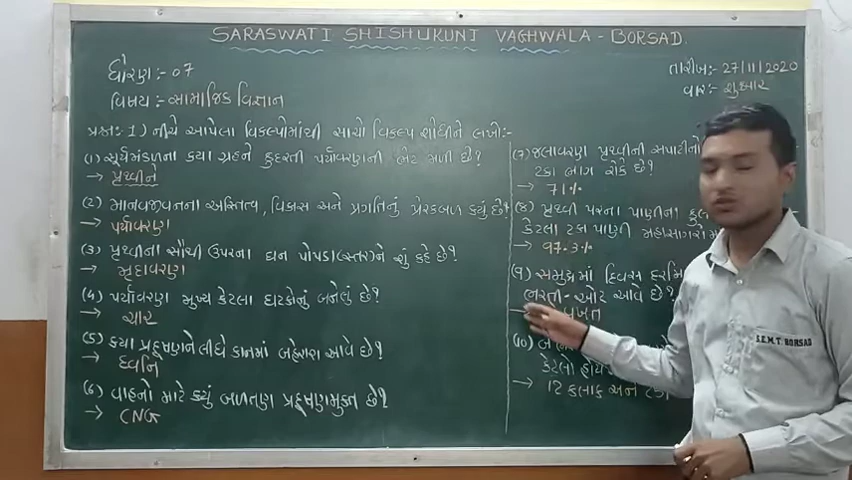 SARASWATI SHISHUKUNJ VAGHWALA - BORSAD.
ધોરણ :- 07
તારીખ:- 27/11/2020
વિષય :- સામાજિક વિજ્ઞાન
વાર :- શુક્રવાર
પ્રશ્ન: 1) નીચે આપેલા વિકલ્પોમાંથી સાચો વિકલ્પ શોધીને લખો:-
(1) સૂર્યમંડળના કયા ગ્રહને કુદરતી પર્યાવરણની ભેટ મળી છે?
→ પૃથ્વીને
(2) માનવજીવનના અસ્તિત્વ, વિકાસ અને પ્રગતિનું પ્રેરકબળ કયું છે?
→ પર્યાવરણ
(3) પૃથ્વીના સૌથી ઉપરના ઘન પોપડા(સ્તર)ને શું કહે છે?
→ મૃદાવરણ
(4) પર્યાવરણ મુખ્ય કેટલા ઘટકોનું બનેલું છે?
→ ચાર
(5) કયા પ્રદૂષણને લીધે કાનમાં બહેરાશ આવે છે?
→ ધ્વનિ
(6) વાહનો માટે કયું બળતણ પ્રદૂષણમુક્ત છે?
→ CNG
(7) જલાવરણ પૃથ્વીની સપાટીનો
ટકા ભાગ રોકે છે?
→ 71%
(8) પૃથ્વી પરના પાણીના કુલ
કેટલા ટકા પાણી મહાસાગરો
→ 97.3%
(9) સમુદ્રમાં દિવસ
ભરતી-ઓટ આવે છે?
વખત
(10)
કેટલો
→ 12 કલાક અને
S.E.M.T BORSAD